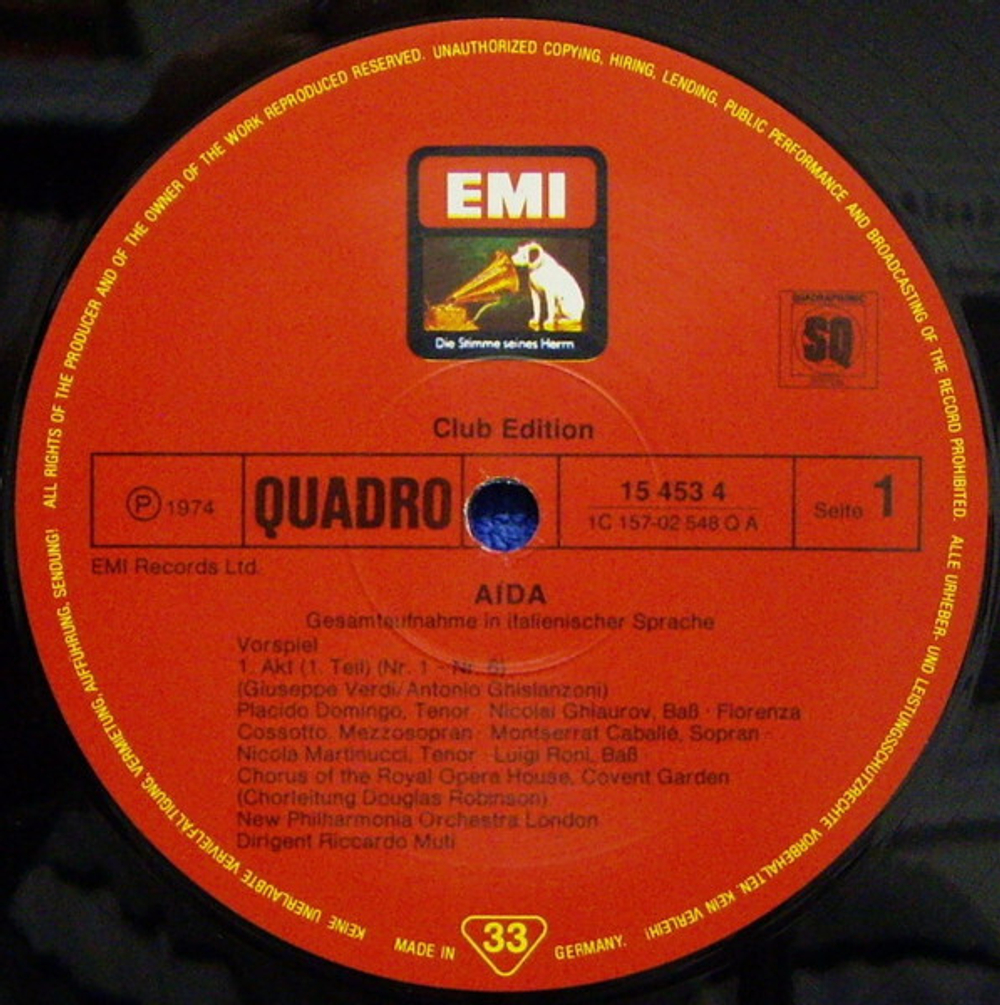 ALL RIGHTS OF THE PRODUCER AND OF THE OWNER OF THE WORK REPRODUCED RESERVED. UNAUTHORIZED COPYING, HIRING, LENDING, PUBLIC PERFORMANCE AND BROADCASTING OF THE RECORD PROHIBITED.
EMI
Die Stimme seines Herrn
QUADRAPHONIC
SQ
Club Edition
Ⓟ 1974
QUADRO
15 453 4
1C 157-02 548 Q A
Seite 1
EMI Records Ltd.
AÍDA
Gesamtaufnahme in italienischer Sprache
Vorspiel
1. Akt (1. Teil) (Nr. 1 - Nr. 6)
(Giuseppe Verdi/Antonio Ghislanzoni)
Placido Domingo, Tenor · Nicolai Ghiaurov, Baß · Florenza
Cossotto, Mezzosopran · Montserrat Caballé, Sopran ·
Nicola Martinucci, Tenor · Luigi Roni, Baß
Chorus of the Royal Opera House, Covent Garden
(Chorleitung Douglas Robinson)
New Philharmonia Orchestra London
Dirigent Riccardo Muti
ALLE URHEBER- UND LEISTUNGSSCHUTZRECHTE VORBEHALTEN. KEIN VERLEIH!
KEINE UNERLAUBTE VERVIELFÄLTIGUNG, VERMIETUNG, AUFFÜHRUNG, SENDUNG!
MADE IN 33 GERMANY.